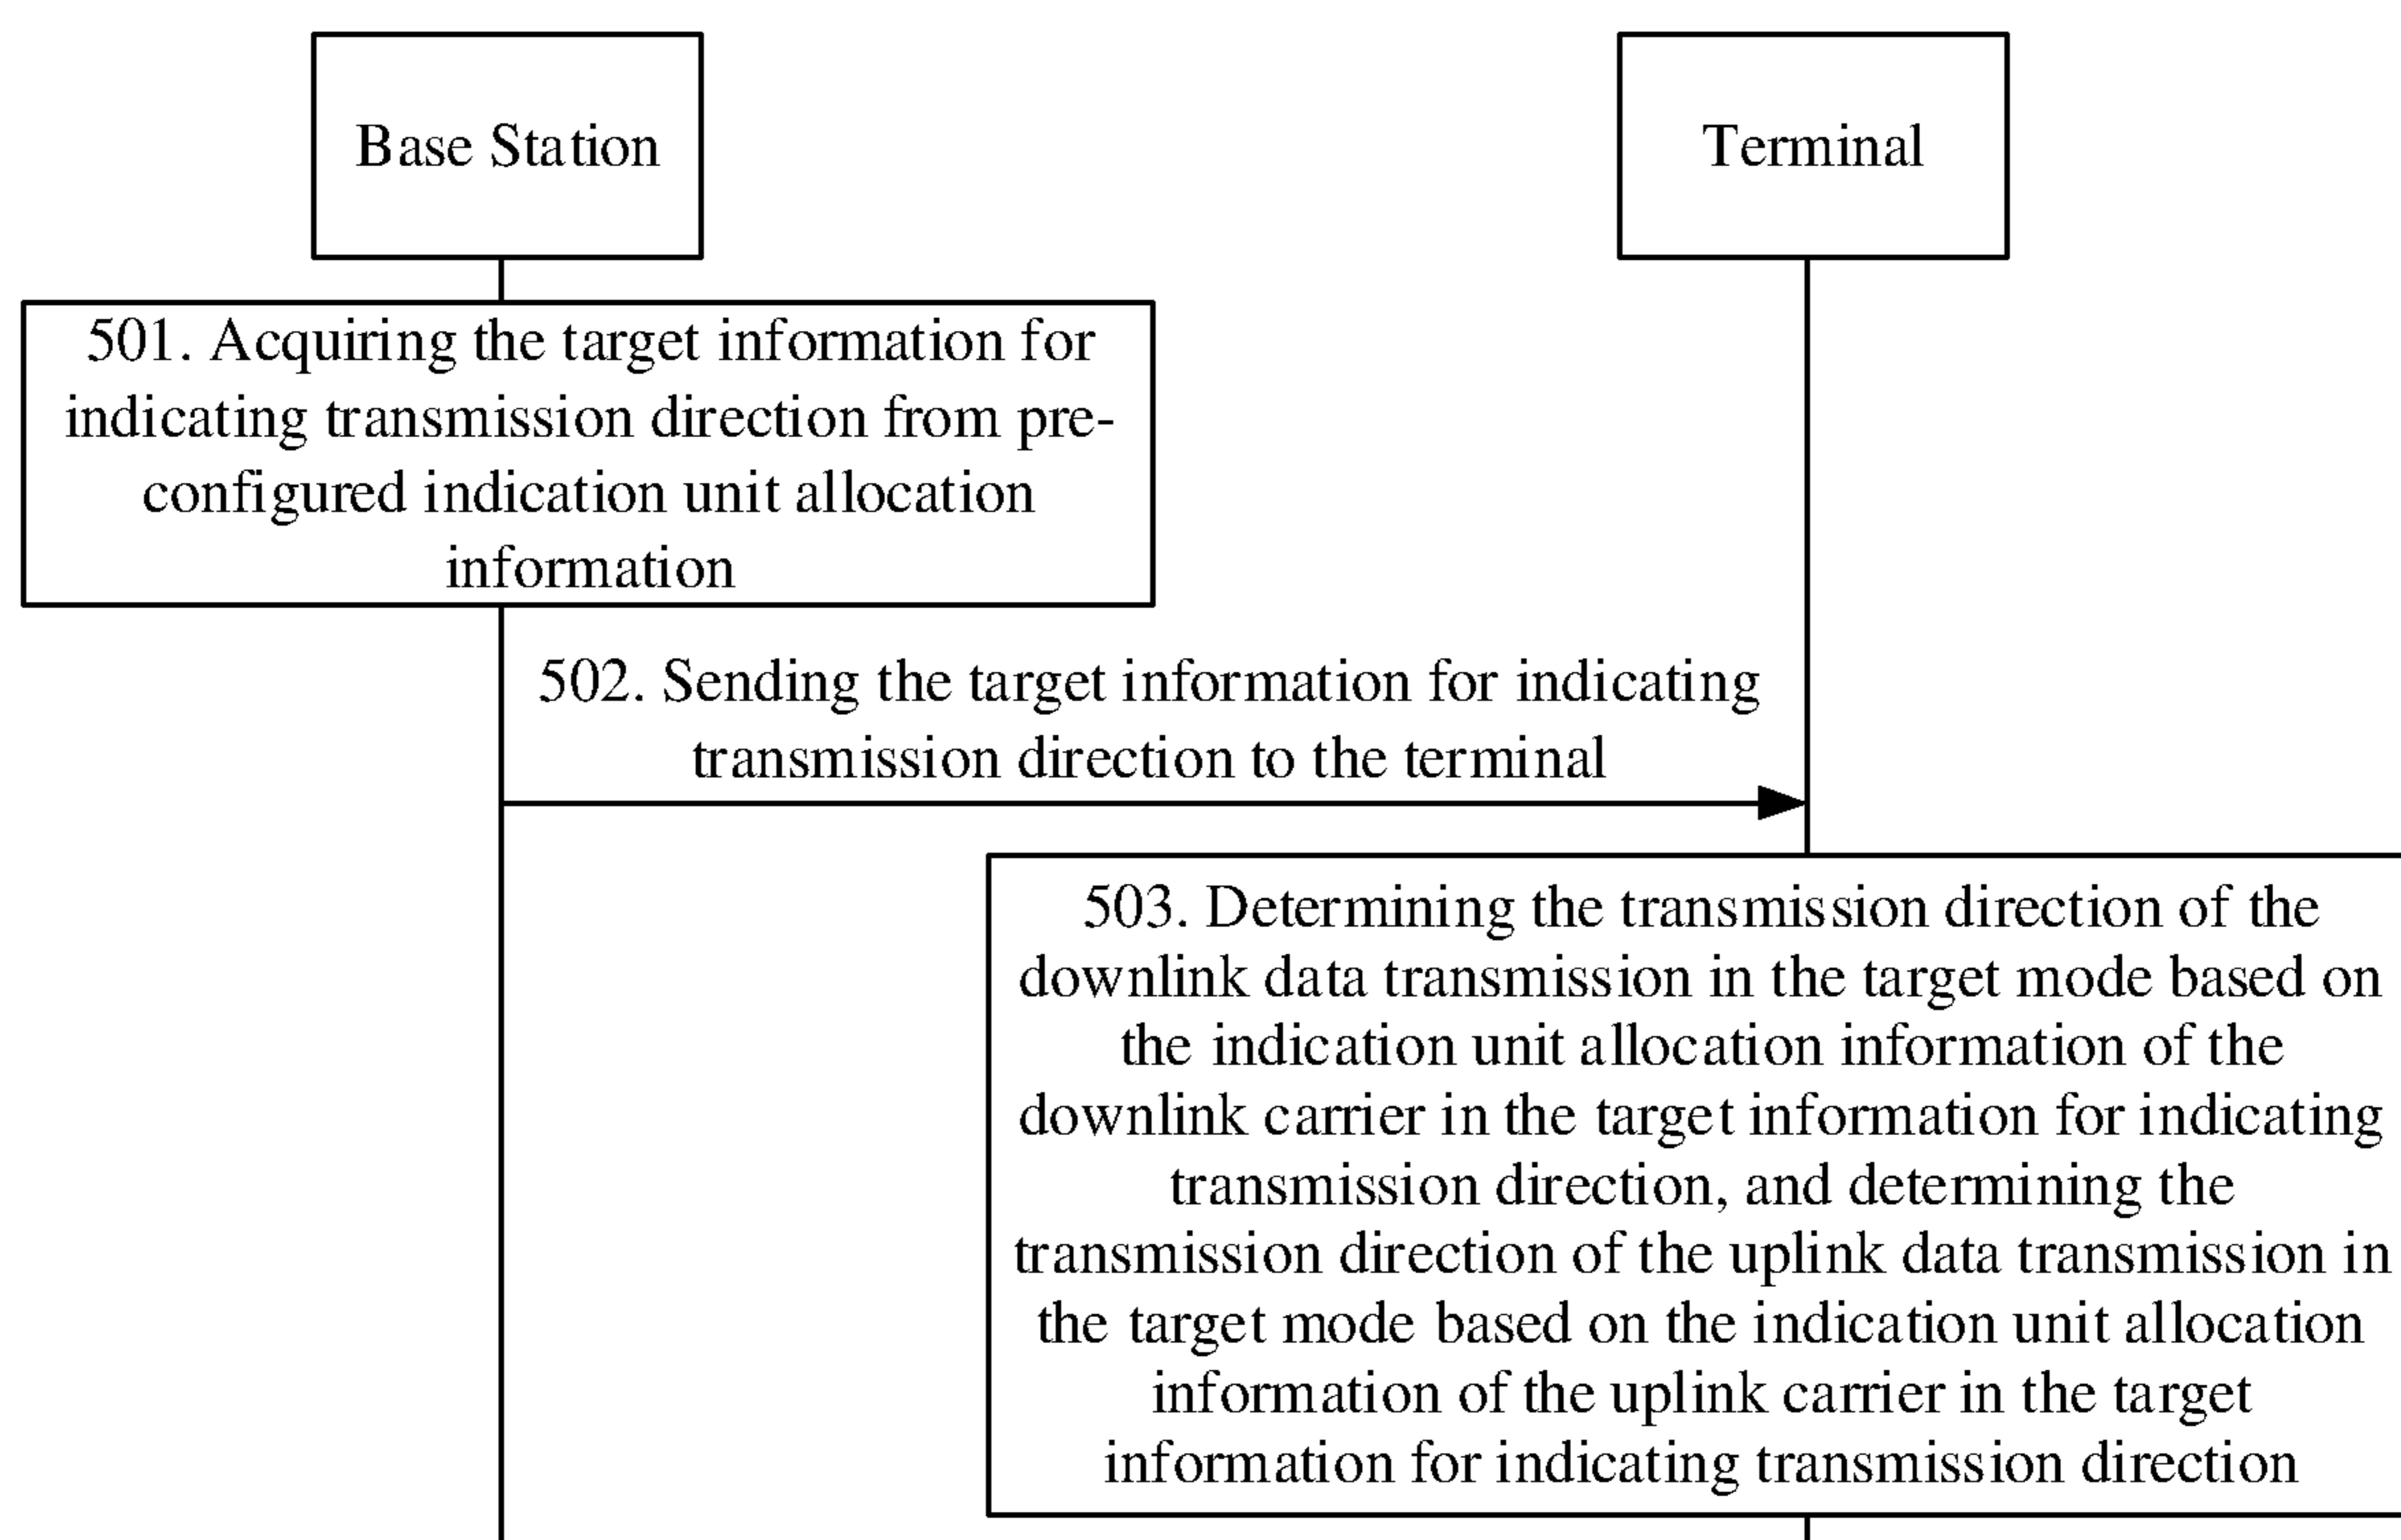 Base Station
Terminal
501. Acquiring the target information for
indicating transmission direction from pre-
configured indication unit allocation
information
502. Sending the target information for indicating
transmission direction to the terminal
503. Determining the transmission direction of the
downlink data transmission in the target mode based on
the indication unit allocation information of the
downlink carrier in the target information for indicating
transmission direction, and determining the
transmission direction of the uplink data transmission in
the target mode based on the indication unit allocation
information of the uplink carrier in the target
information for indicating transmission direction